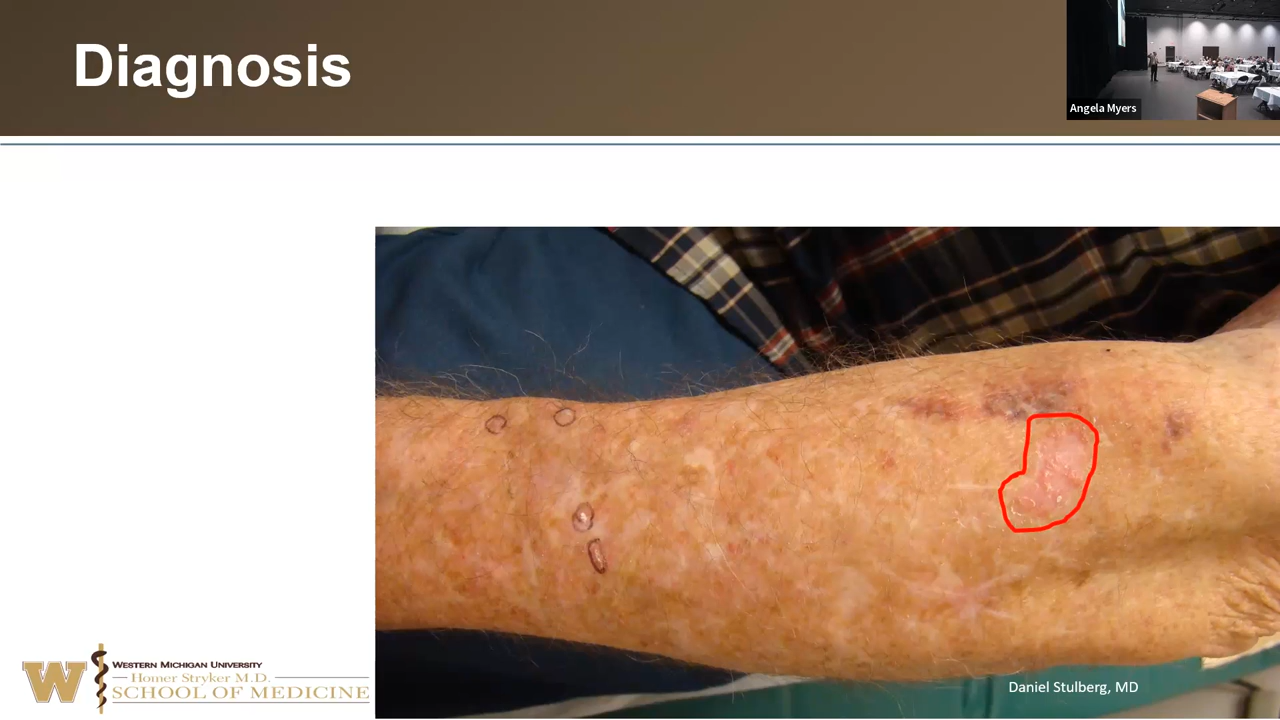 Diagnosis
Angela Myers
W
WESTERN MICHIGAN UNIVERSITY
Homer Stryker M.D.
SCHOOL OF MEDICINE
Daniel Stulberg, MD